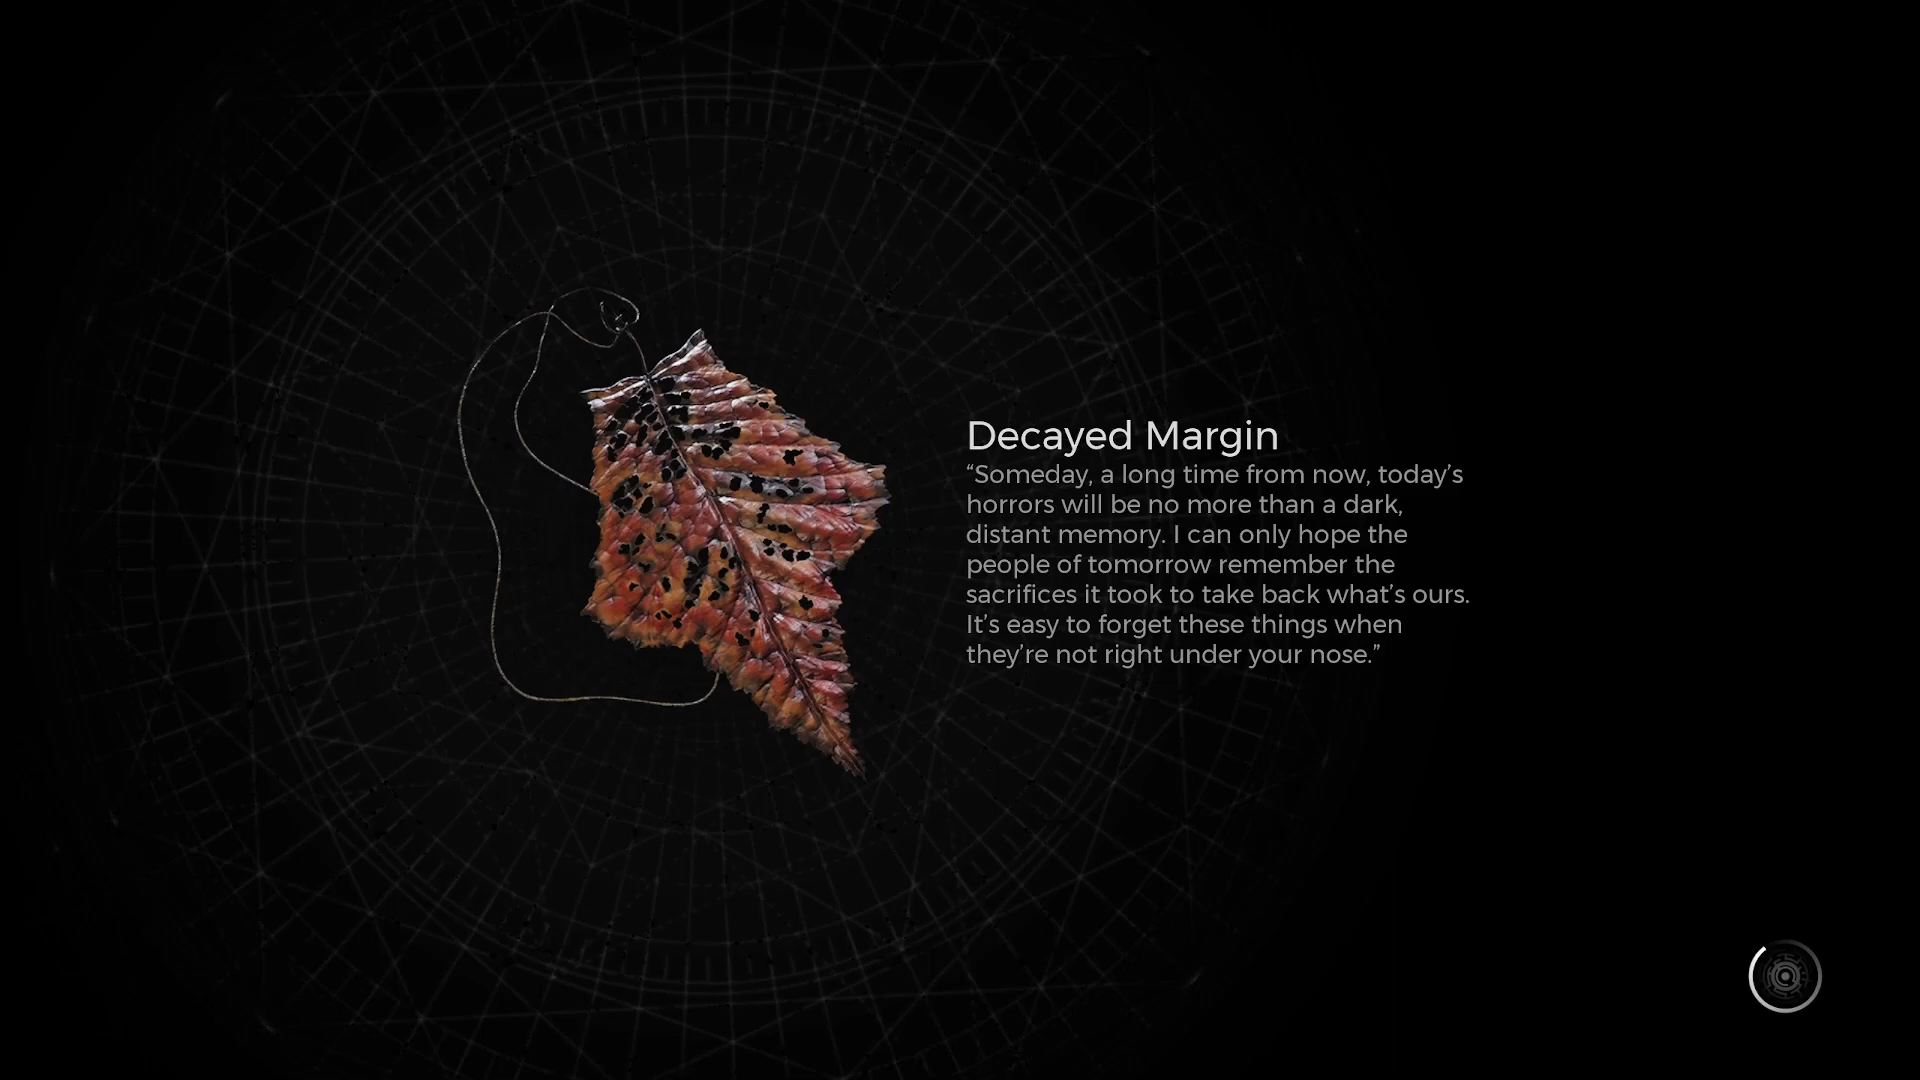 Decayed Margin
“Someday, a long time from now, today’s
horrors will be no more than a dark,
distant memory. I can only hope the
people of tomorrow remember the
sacrifices it took to take back what’s ours.
It’s easy to forget these things when
they’re not right under your nose.”